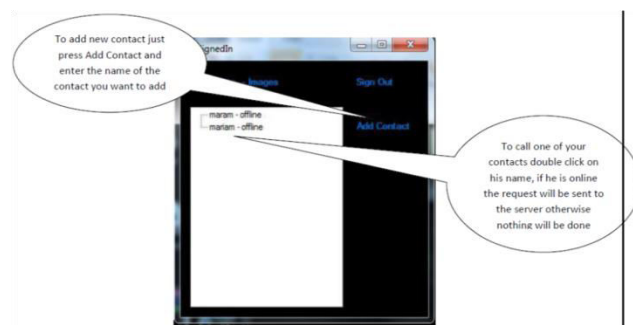 To add new contact just
press Add Contact and
enter the name of the
contact you want to add
gnedIn
Images
Sign Out
maram - offline
mariam - offline
Add Contact
To call one of your
contacts double click on
his name, if he is online
the request will be sent to
the server otherwise
nothing will be done